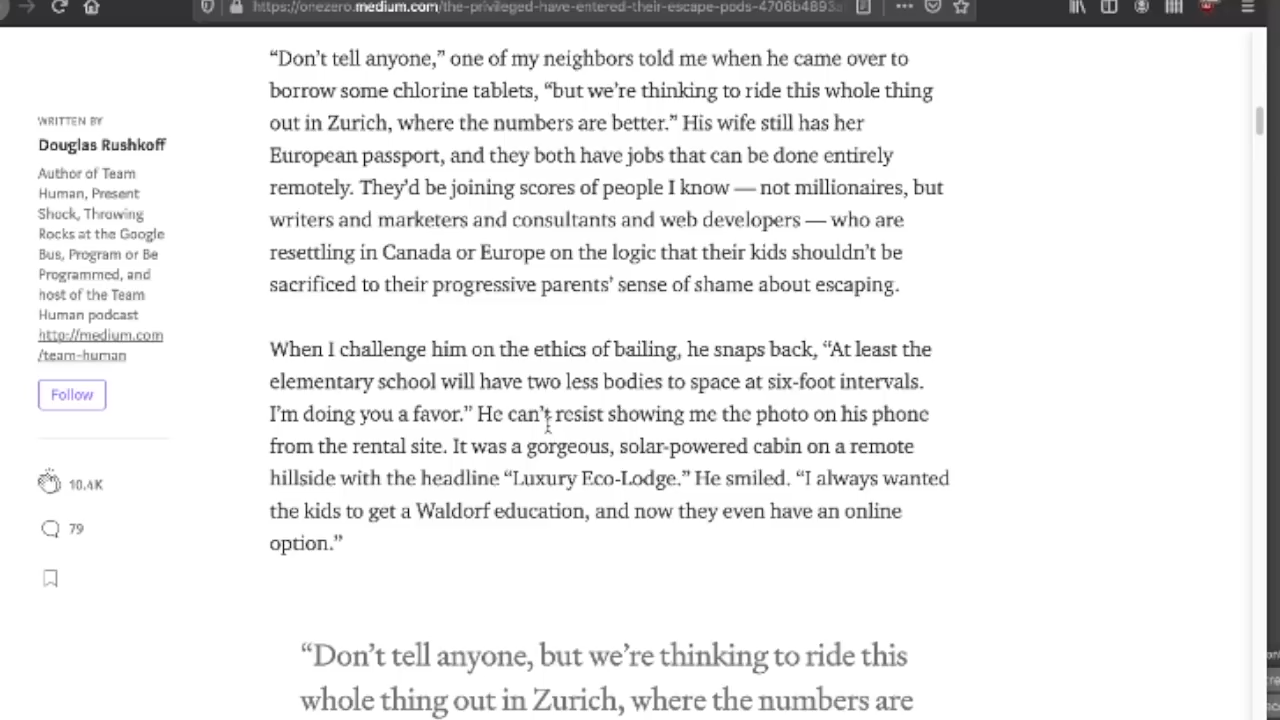 https://onezero.medium.com/the-privileged-have-entered-their-escape-pods-4706b4893
“Don’t tell anyone,” one of my neighbors told me when he came over to
borrow some chlorine tablets, “but we’re thinking to ride this whole thing
out in Zurich, where the numbers are better.” His wife still has her
European passport, and they both have jobs that can be done entirely
remotely. They’d be joining scores of people I know — not millionaires, but
writers and marketers and consultants and web developers — who are
resettling in Canada or Europe on the logic that their kids shouldn’t be
sacrificed to their progressive parents’ sense of shame about escaping.
When I challenge him on the ethics of bailing, he snaps back, “At least the
elementary school will have two less bodies to space at six-foot intervals.
I’m doing you a favor.” He can’t resist showing me the photo on his phone
from the rental site. It was a gorgeous, solar-powered cabin on a remote
hillside with the headline “Luxury Eco-Lodge.” He smiled. “I always wanted
the kids to get a Waldorf education, and now they even have an online
option.”
“Don’t tell anyone, but we’re thinking to ride this
whole thing out in Zurich, where the numbers are
WRITTEN BY
Douglas Rushkoff
Author of Team
Human, Present
Shock, Throwing
Rocks at the Google
Bus, Program or Be
Programmed, and
host of the Team
Human podcast
http://medium.com
/team-human
Follow
10.4K
79